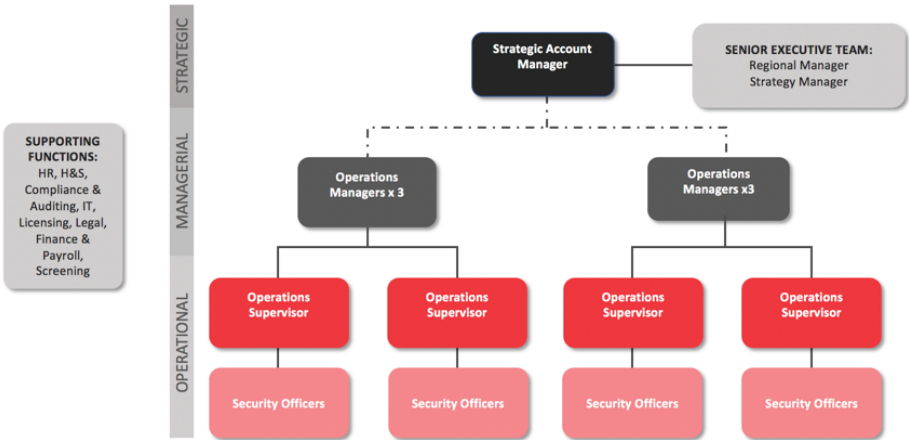 STRATEGIC
Strategic Account
Manager
SENIOR EXECUTIVE TEAM:
Regional Manager
Strategy Manager
SUPPORTING
FUNCTIONS:
HR, H&S,
Compliance &
Auditing, IT,
Licensing, Legal,
Finance &
Payroll,
Screening
MANAGERIAL
Operations
Managers x 3
Operations
Managers x3
OPERATIONAL
Operations
Supervisor
Operations
Supervisor
Operations
Supervisor
Operations
Supervisor
Security Officers
Security Officers
Security Officers
Security Officers